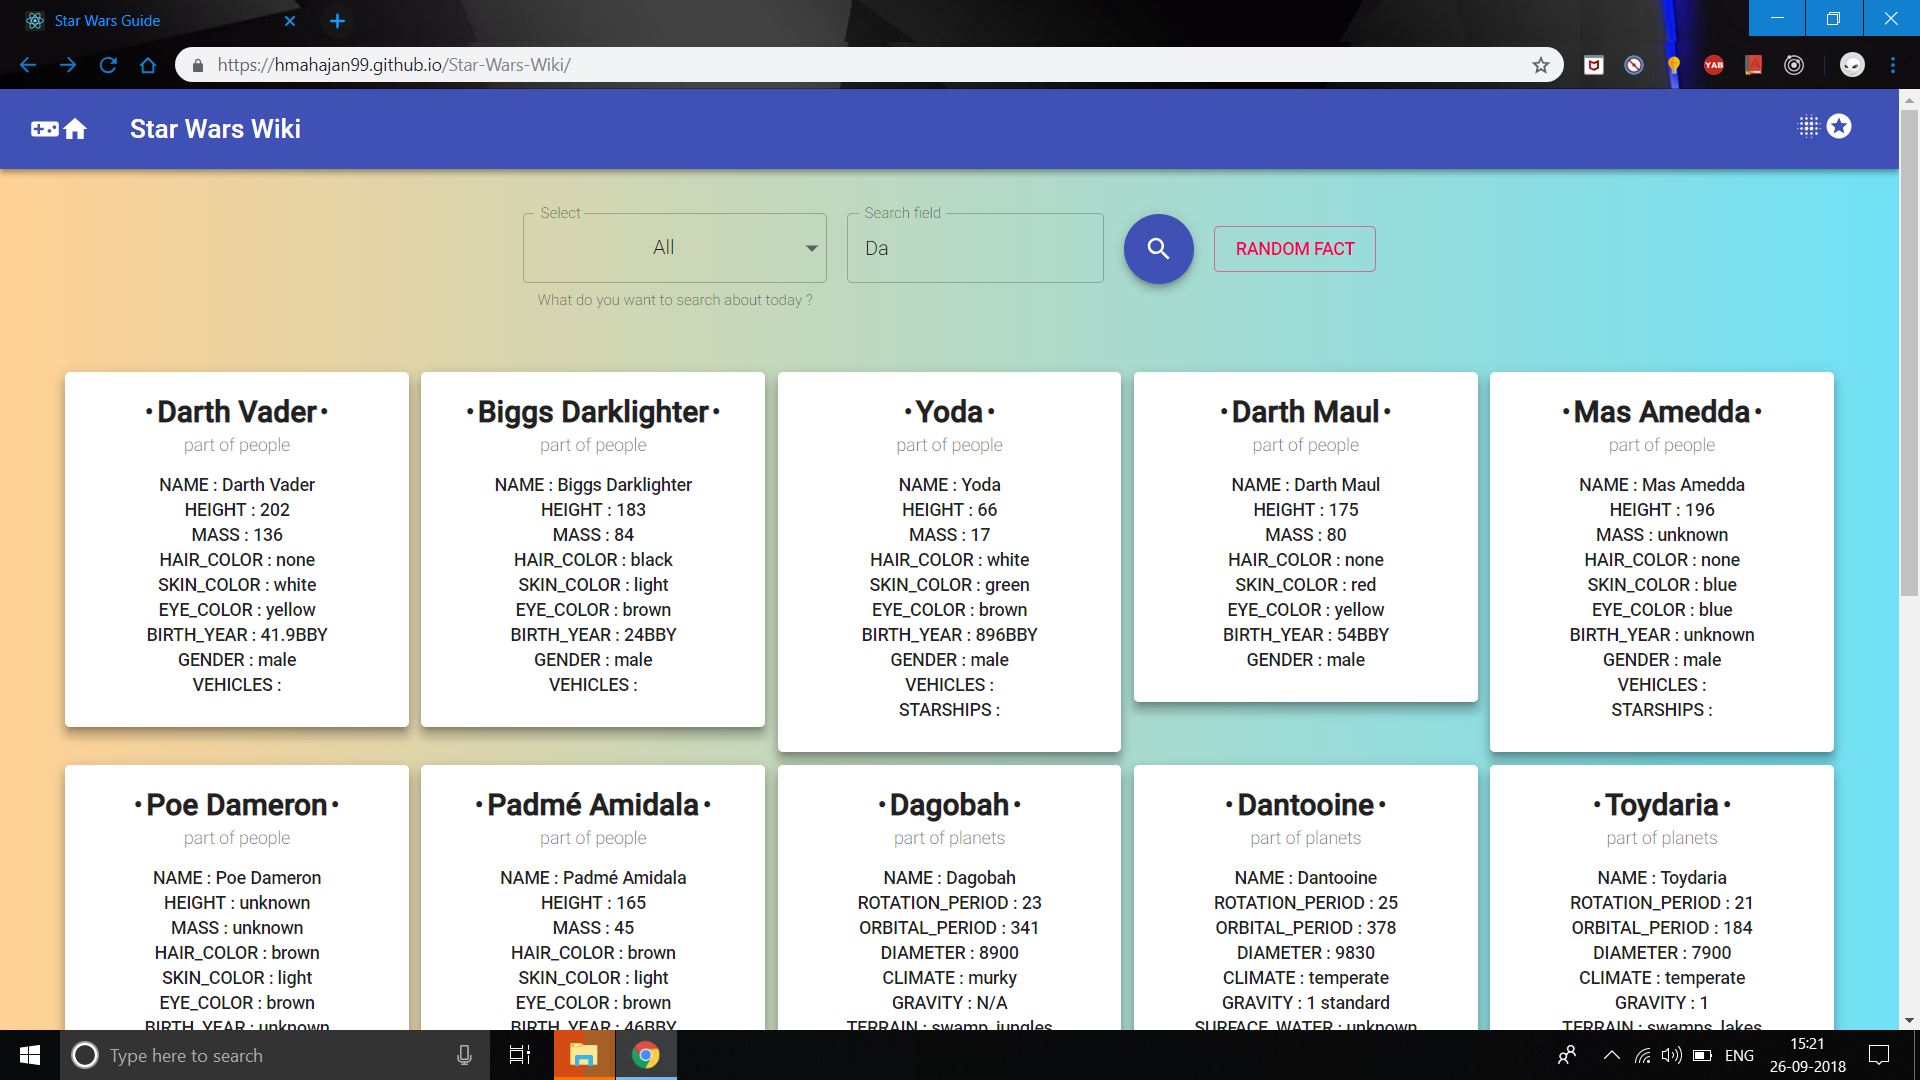 Star Wars Guide
https://hmahajan99.github.io/Star-Wars-Wiki/
YAB
Star Wars Wiki
Select
All
What do you want to search about today ?
Search field
Da
RANDOM FACT
•Darth Vader•
part of people
NAME : Darth Vader
HEIGHT : 202
MASS : 136
HAIR_COLOR : none
SKIN_COLOR : white
EYE_COLOR : yellow
BIRTH_YEAR : 41.9BBY
GENDER : male
VEHICLES :
•Biggs Darklighter•
part of people
NAME : Biggs Darklighter
HEIGHT : 183
MASS : 84
HAIR_COLOR : black
SKIN_COLOR : light
EYE_COLOR : brown
BIRTH_YEAR : 24BBY
GENDER : male
VEHICLES :
•Yoda•
part of people
NAME : Yoda
HEIGHT : 66
MASS : 17
HAIR_COLOR : white
SKIN_COLOR : green
EYE_COLOR : brown
BIRTH_YEAR : 896BBY
GENDER : male
VEHICLES :
STARSHIPS :
•Darth Maul•
part of people
NAME : Darth Maul
HEIGHT : 175
MASS : 80
HAIR_COLOR : none
SKIN_COLOR : red
EYE_COLOR : yellow
BIRTH_YEAR : 54BBY
GENDER : male
•Mas Amedda•
part of people
NAME : Mas Amedda
HEIGHT : 196
MASS : unknown
HAIR_COLOR : none
SKIN_COLOR : blue
EYE_COLOR : blue
BIRTH_YEAR : unknown
GENDER : male
VEHICLES :
STARSHIPS :
•Poe Dameron•
part of people
NAME : Poe Dameron
HEIGHT : unknown
MASS : unknown
HAIR_COLOR : brown
SKIN_COLOR : light
EYE_COLOR : brown
BIRTH_YEAR : unknown
•Padmé Amidala•
part of people
NAME : Padmé Amidala
HEIGHT : 165
MASS : 45
HAIR_COLOR : brown
SKIN_COLOR : light
EYE_COLOR : brown
BIRTH_YEAR : 46BBY
•Dagobah•
part of planets
NAME : Dagobah
ROTATION_PERIOD : 23
ORBITAL_PERIOD : 341
DIAMETER : 8900
CLIMATE : murky
GRAVITY : N/A
TERRAIN : swamp, jungles
•Dantooine•
part of planets
NAME : Dantooine
ROTATION_PERIOD : 25
ORBITAL_PERIOD : 378
DIAMETER : 9830
CLIMATE : temperate
GRAVITY : 1 standard
SURFACE_WATER : unknown
•Toydaria•
part of planets
NAME : Toydaria
ROTATION_PERIOD : 21
ORBITAL_PERIOD : 184
DIAMETER : 7900
CLIMATE : temperate
GRAVITY : 1
TERRAIN : swamps, lakes
Type here to search
ENG
15:21
26-09-2018